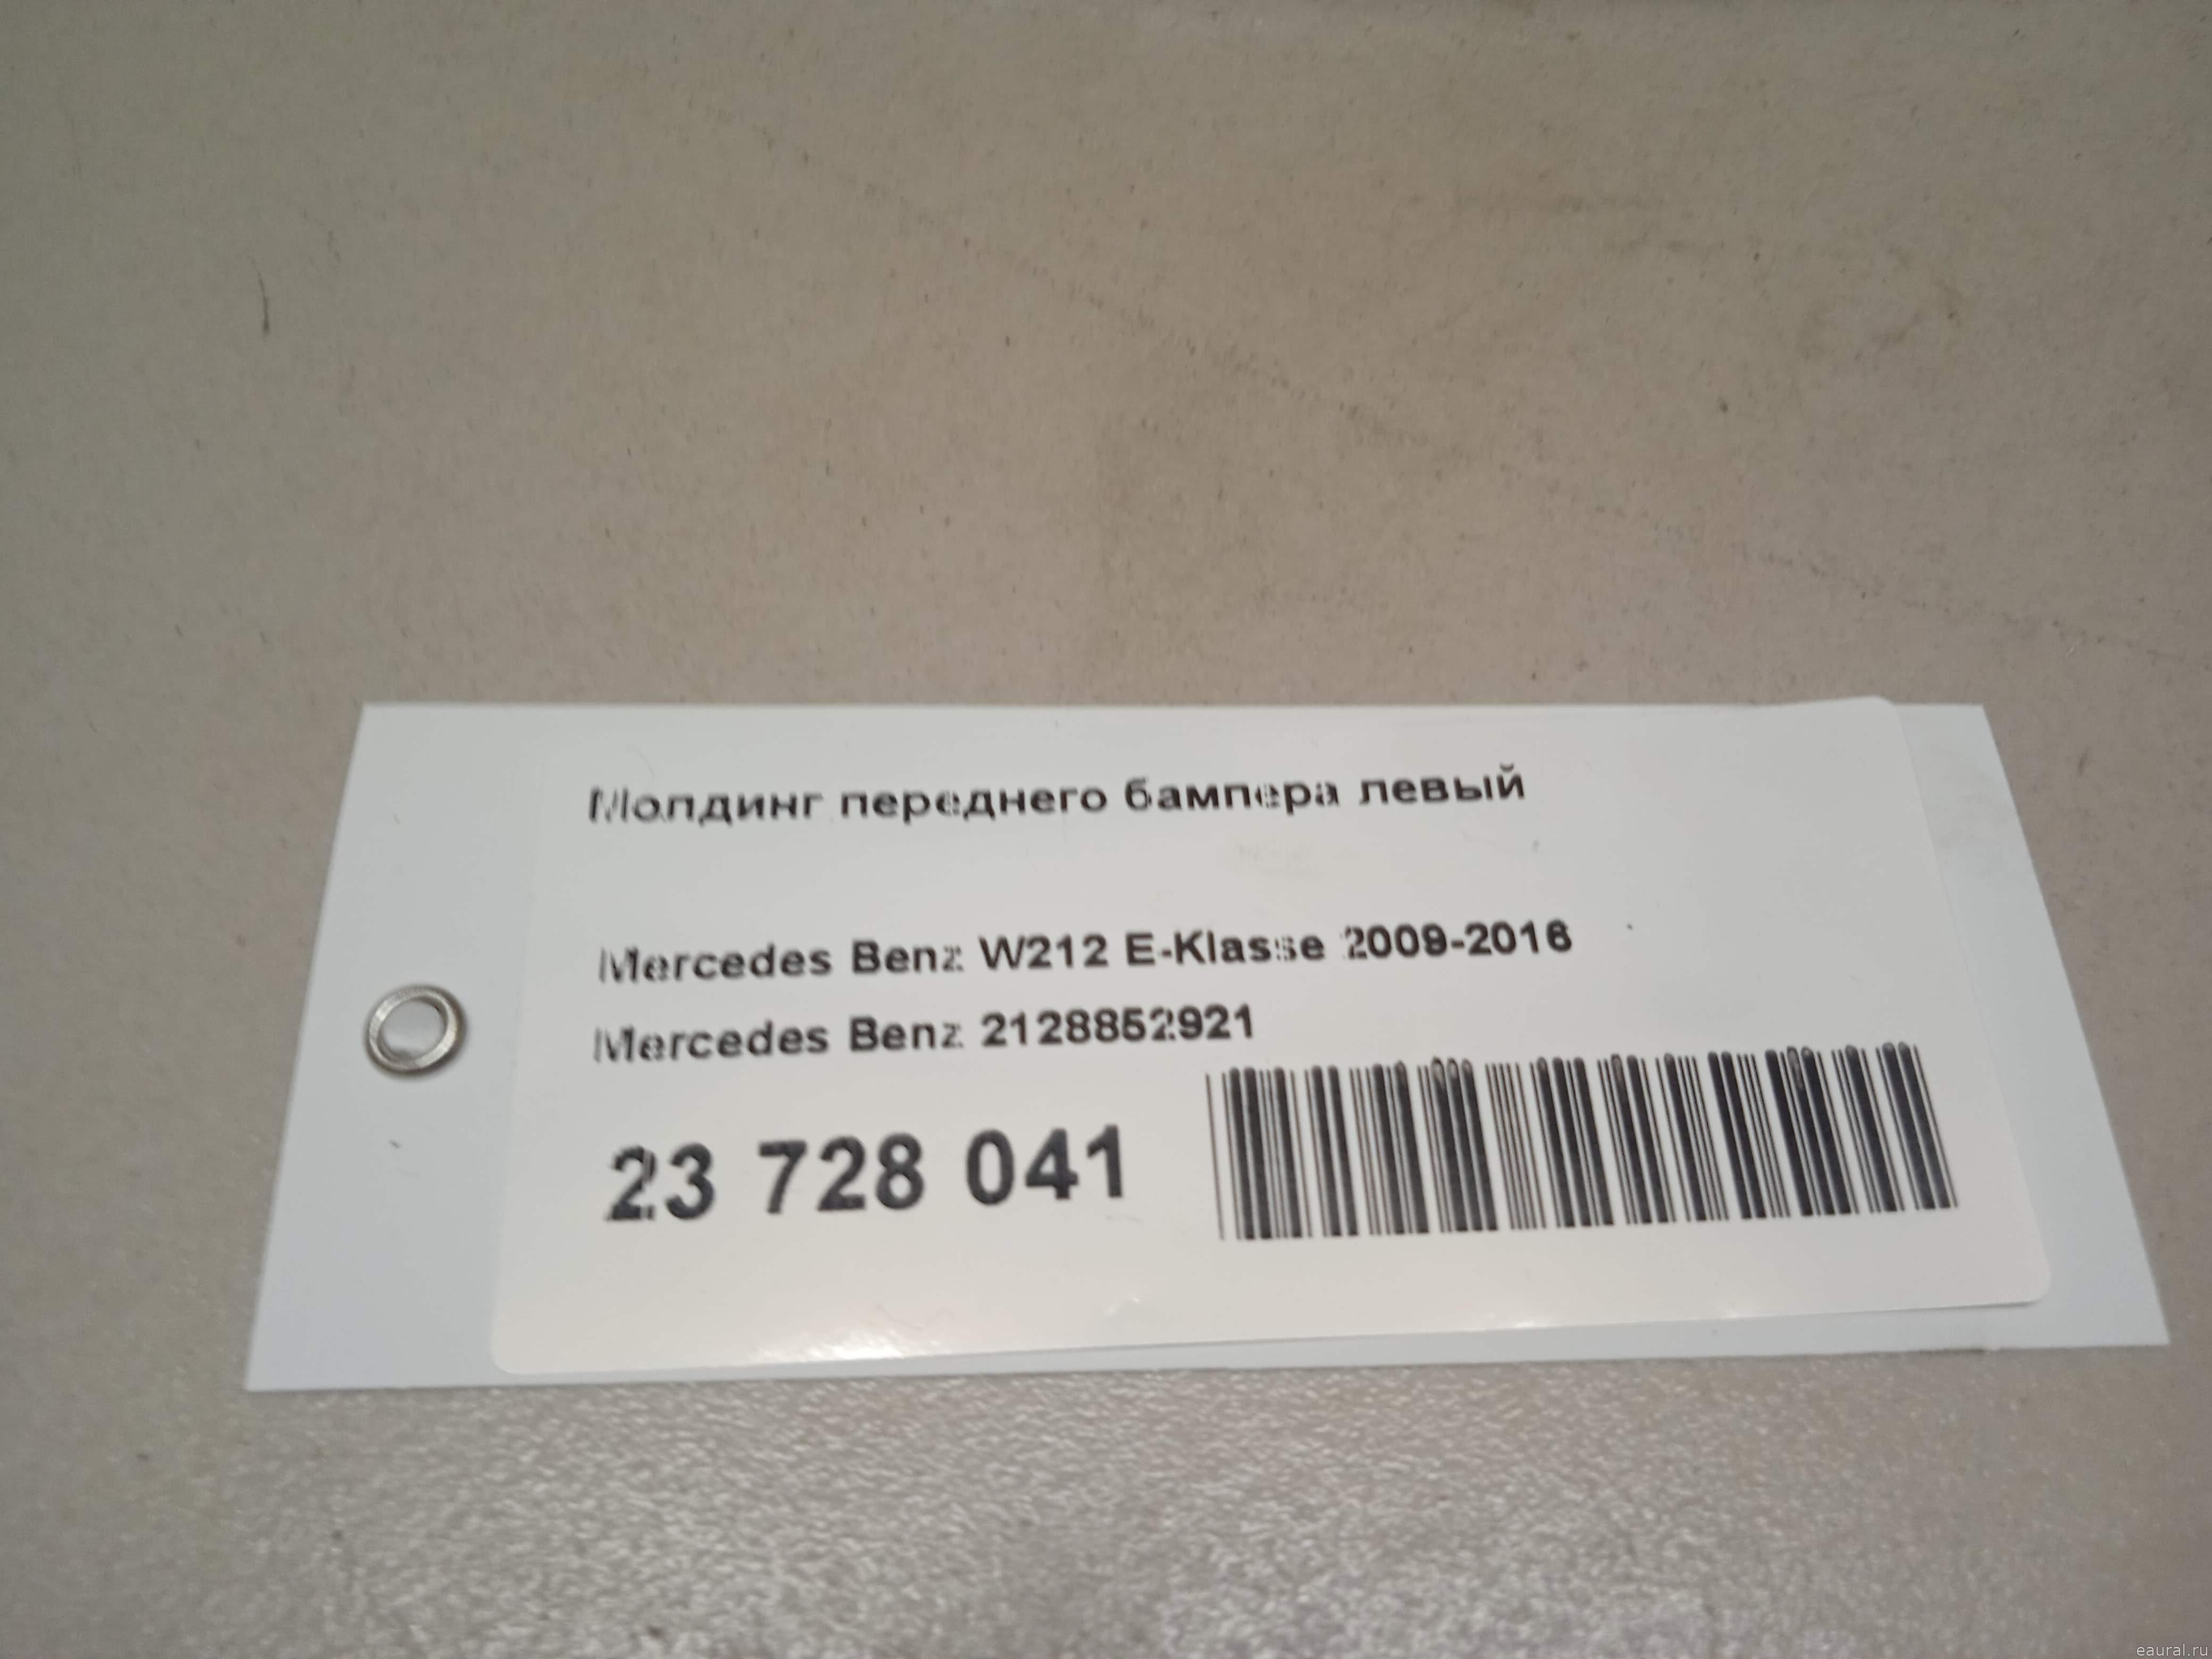 Молдинг переднего бампера левый
Mercedes Benz W212 E-Klasse 2009-2016
Mercedes Benz 2128852921
23 728 041
eaural.ru